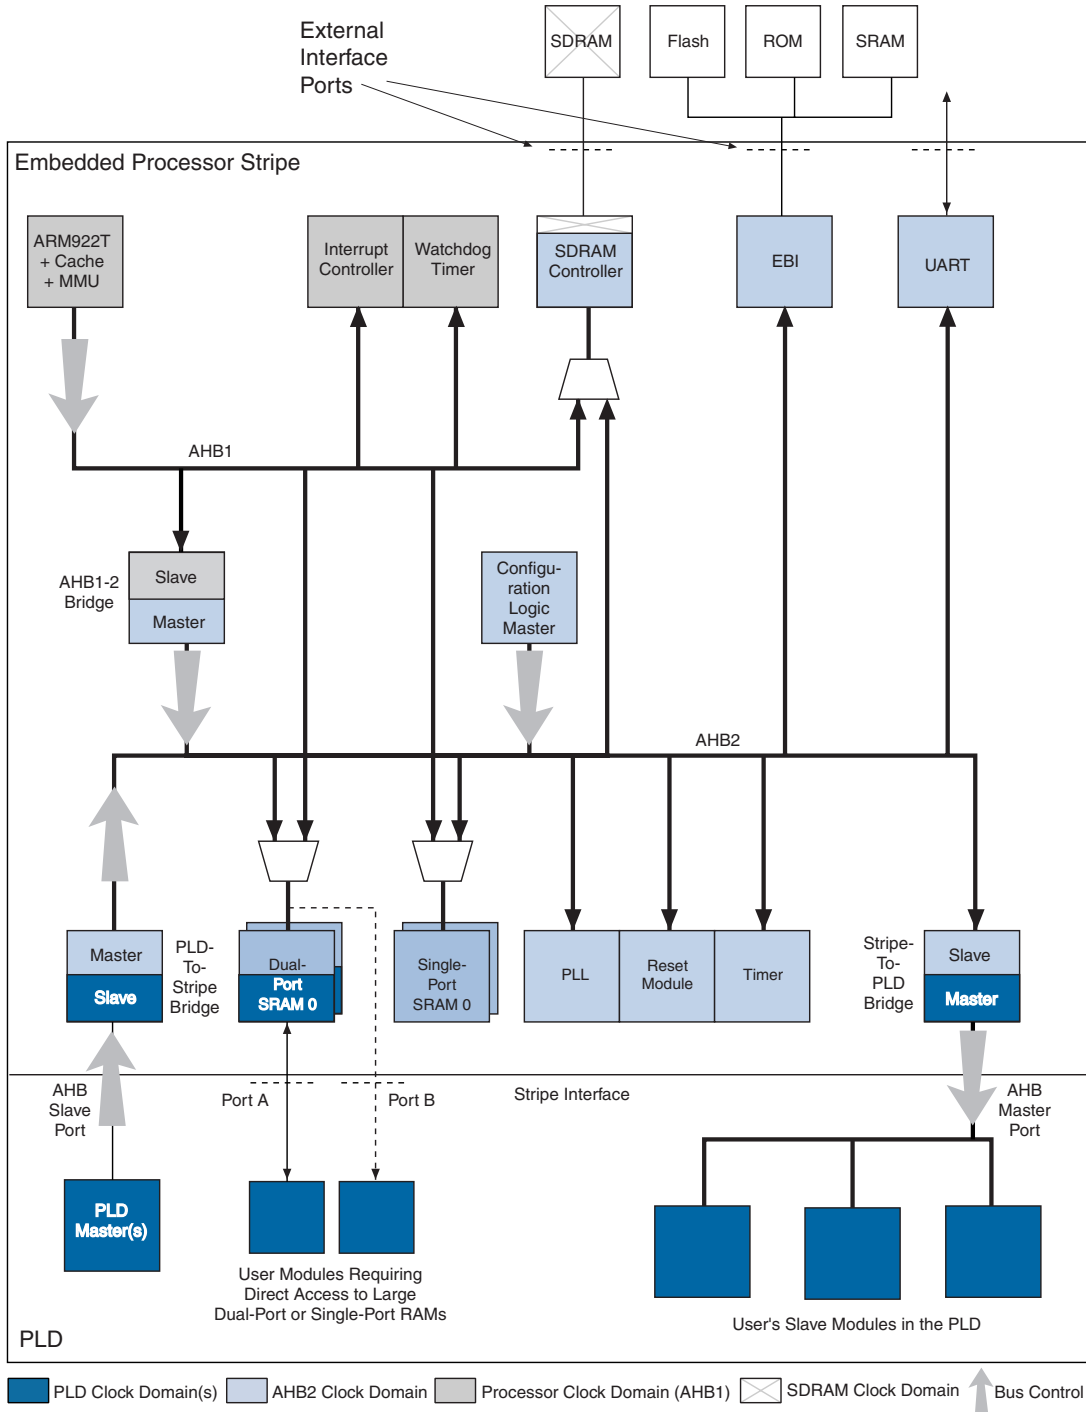 External
Interface
Ports
SDRAM
Flash
ROM
SRAM
Embedded Processor Stripe
ARM922T
+ Cache
+ MMU
Interrupt
Controller
Watchdog
Timer
SDRAM
Controller
EBI
UART
AHB1
AHB1-2
Bridge
Slave
Master
Configu-
ration
Logic
Master
AHB2
Master
Slave
PLD-
To-
Stripe
Bridge
Dual-
Port
SRAM 0
Single-
Port
SRAM 0
PLL
Reset
Module
Timer
Stripe-
To-
PLD
Bridge
Slave
Master
AHB
Slave
Port
Port A
Port B
Stripe Interface
AHB
Master
Port
PLD
Master(s)
User Modules Requiring
Direct Access to Large
Dual-Port or Single-Port RAMs
User's Slave Modules in the PLD
PLD
PLD Clock Domain(s)
AHB2 Clock Domain
Processor Clock Domain (AHB1)
SDRAM Clock Domain
Bus Control